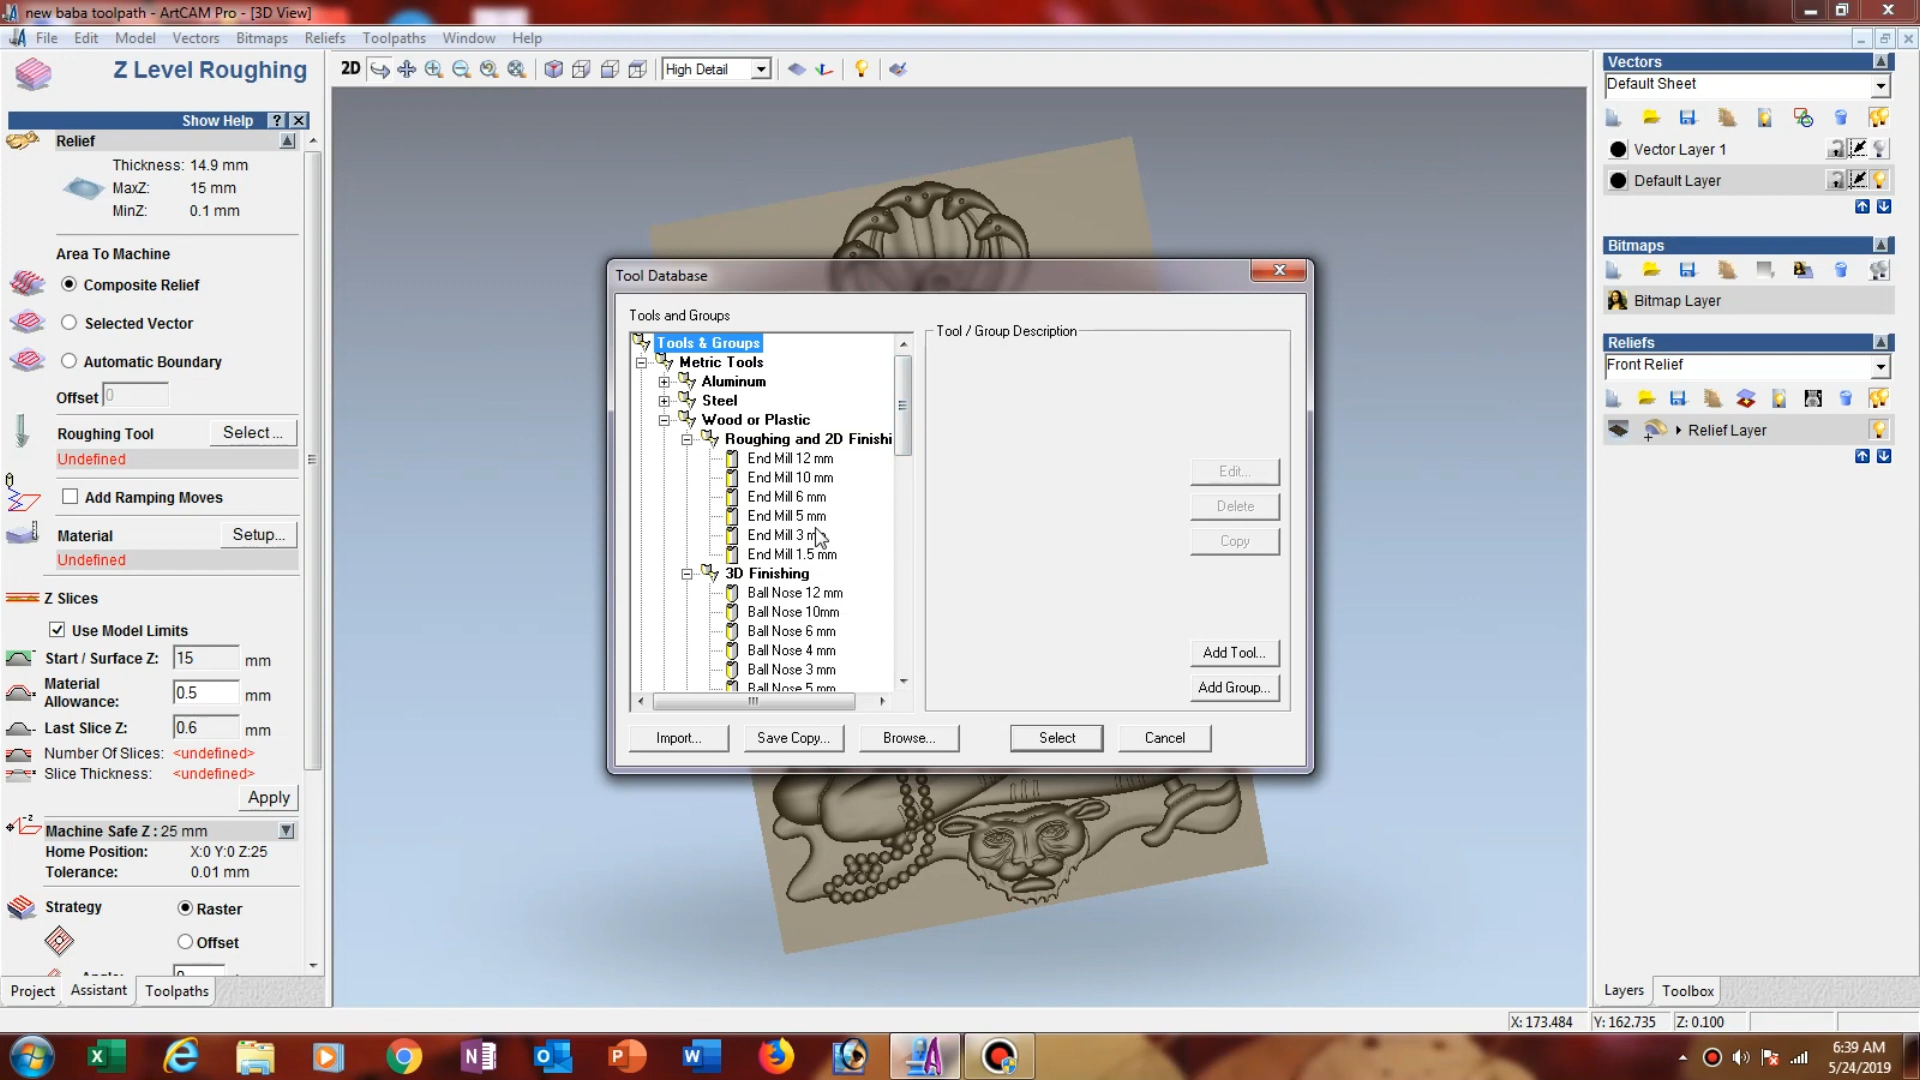 new baba toolpath - ArtCAM Pro - [3D View]
File Edit Model Vectors Bitmaps Reliefs Toolpaths Window Help
Z Level Roughing
Show Help ?
Relief
Thickness: 14.9 mm
MaxZ: 15 mm
MinZ: 0.1 mm
Area To Machine
Composite Relief
Selected Vector
Automatic Boundary
Offset 0
Roughing Tool Select ...
Undefined
Add Ramping Moves
Material Setup...
Undefined
Z Slices
Use Model Limits
Start / Surface Z: 15 mm
Material Allowance: 0.5 mm
Last Slice Z: 0.6 mm
Number Of Slices: <undefined>
Slice Thickness: <undefined>
Apply
Machine Safe Z : 25 mm
Home Position: X:0 Y:0 Z:25
Tolerance: 0.01 mm
Strategy Raster
Offset
Project Assistant Toolpaths
2D High Detail
Tool Database
Tools and Groups
Tools & Groups
Metric Tools
Aluminum
Steel
Wood or Plastic
Roughing and 2D Finishi
End Mill 12 mm
End Mill 10 mm
End Mill 6 mm
End Mill 5 mm
End Mill 3 mm
End Mill 1.5 mm
3D Finishing
Ball Nose 12 mm
Ball Nose 10mm
Ball Nose 6 mm
Ball Nose 4 mm
Ball Nose 3 mm
Ball Nose 5 mm
Tool / Group Description
Edit...
Delete
Copy
Add Tool...
Add Group...
Import... Save Copy... Browse... Select Cancel
Vectors
Default Sheet
Vector Layer 1
Default Layer
Bitmaps
Bitmap Layer
Reliefs
Front Relief
Relief Layer
Layers Toolbox
X: 173.484 Y: 162.735 Z: 0.100
6:39 AM
5/24/2019